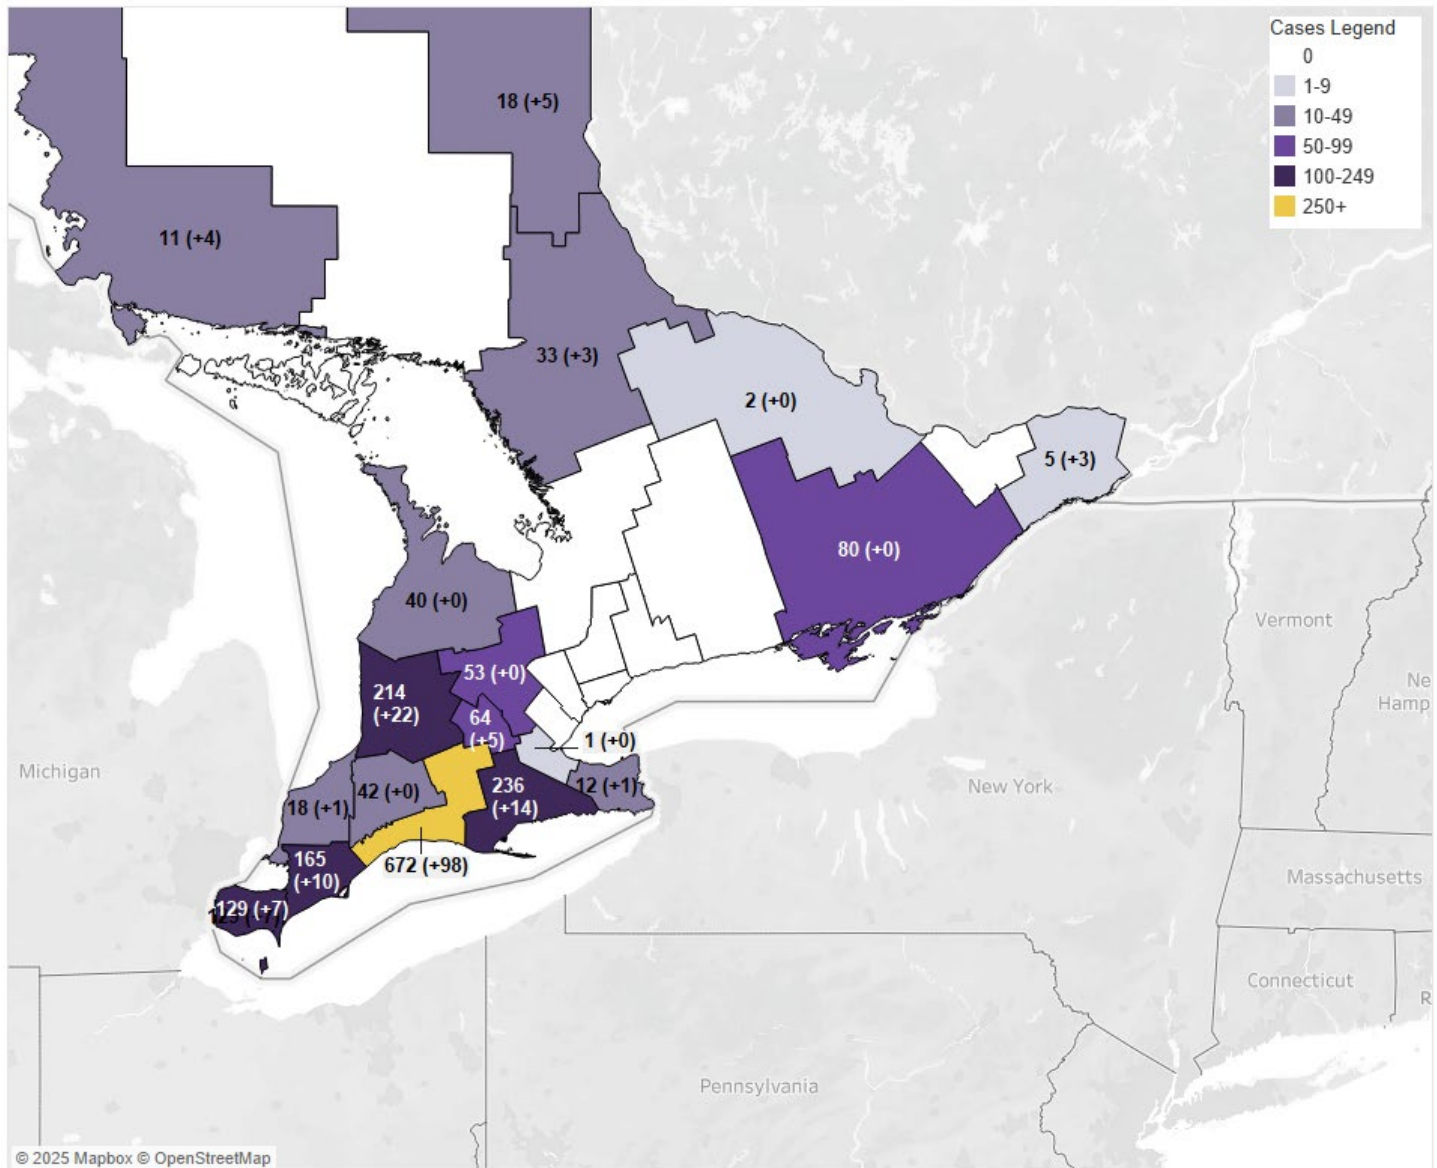 Cases Legend
0
1-9
10-49
50-99
100-249
250+
18 (+5)
11 (+4)
33 (+3)
2 (+0)
5 (+3)
80 (+0)
40 (+0)
53 (+0)
214
(+22)
64
(+5)
1 (+0)
42 (+0)
236
(+14)
12 (+1)
18 (+1)
672 (+98)
165
(+10)
129 (+7)
Vermont
Ne
Hamp
Michigan
New York
Massachusetts
Connecticut
R
Pennsylvania
© 2025 Mapbox © OpenStreetMap